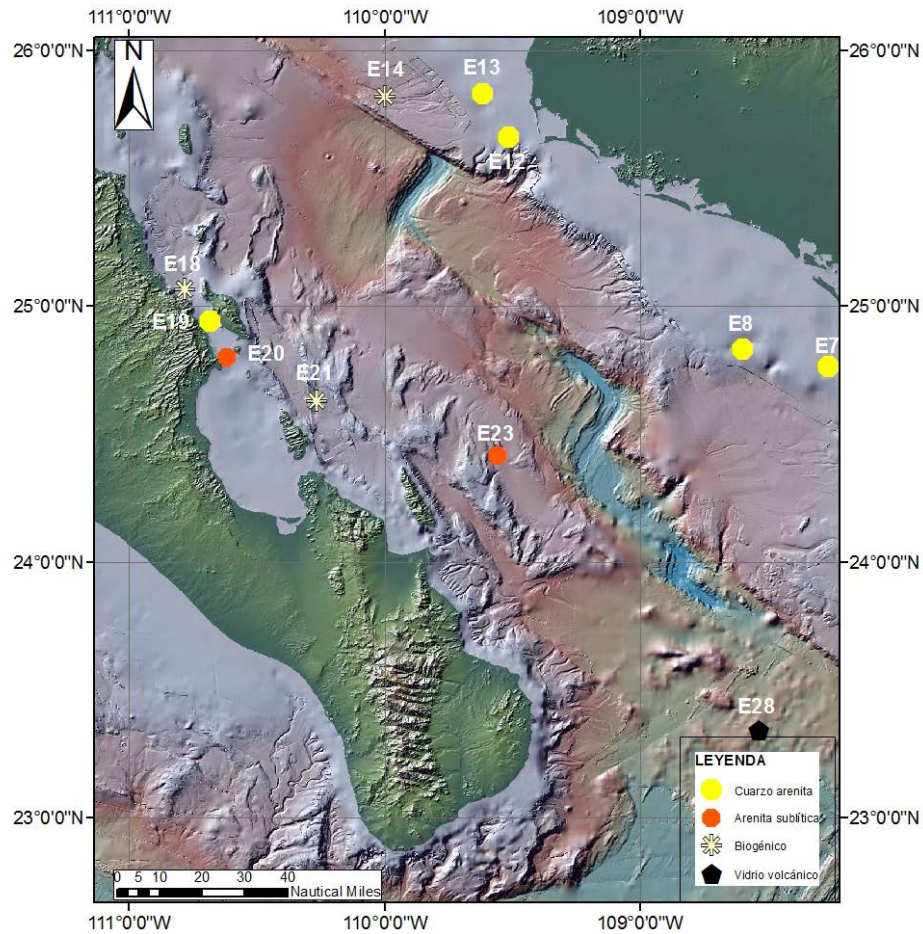 111°0'0"W 110°0'0"W 109°0'0"W
26°0'0"N 26°0'0"N
N
E14
E13
E12
25°0'0"N 25°0'0"N
E18
E19
E20
E21
E8
E7
E23
24°0'0"N 24°0'0"N
E28
LEYENDA
Cuarzo arenita
Arenita sublítica
Biogénico
Vidrio volcánico
23°0'0"N 23°0'0"N
0 5 10 20 30 40
Nautical Miles
111°0'0"W 110°0'0"W 109°0'0"W